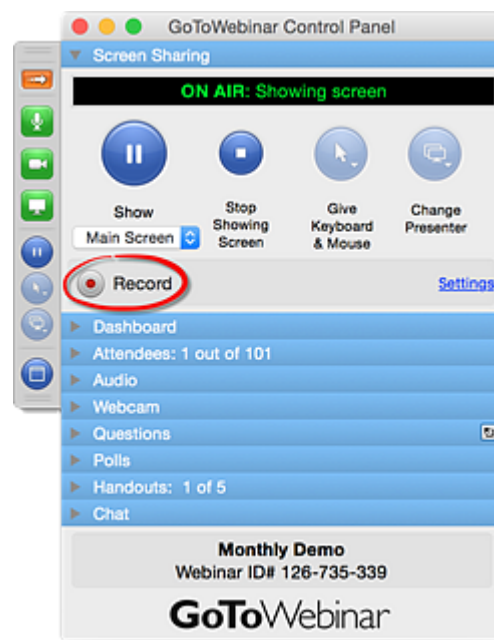 GoToWebinar Control Panel
Screen Sharing
ON AIR: Showing screen
Show
Main Screen
Stop
Showing
Screen
Give
Keyboard
& Mouse
Change
Presenter
Record
Settings
Dashboard
Attendees: 1 out of 101
Audio
Webcam
Questions
Polls
Handouts: 1 of 5
Chat
Monthly Demo
Webinar ID# 126-735-339
GoToWebinar